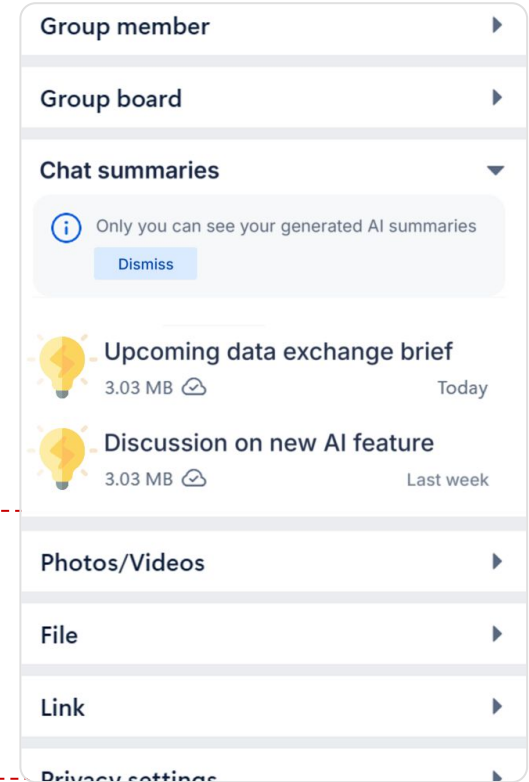 Group member
Group board
Chat summaries
Only you can see your generated AI summaries
Dismiss
Upcoming data exchange brief
3.03 MB Today
Discussion on new AI feature
3.03 MB Last week
Photos/Videos
File
Link
Privacy settings